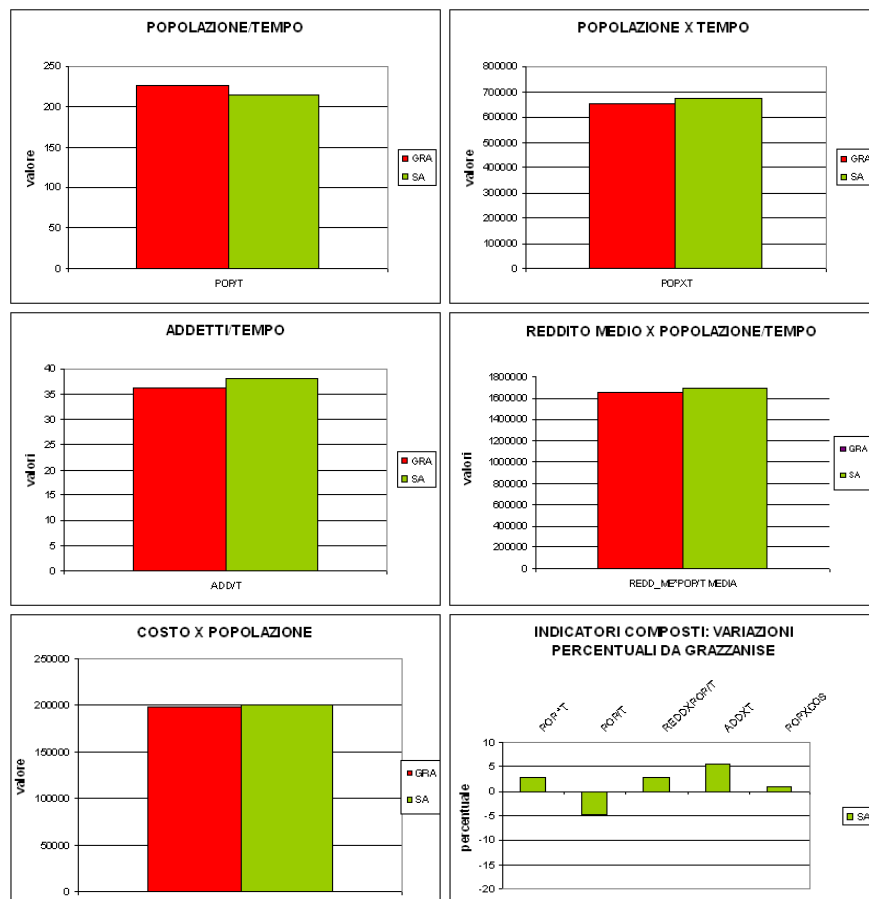 POPOLAZIONE/TEMPO
250
200
150
100
50
0
valore
POP/T
GRA
SA
POPOLAZIONE X TEMPO
800000
700000
600000
500000
400000
300000
200000
100000
0
valore
POPXT
GRA
SA
ADDETTI/TEMPO
40
35
30
25
20
15
10
5
0
valori
ADD/T
GRA
SA
REDDITO MEDIO X POPOLAZIONE/TEMPO
1800000
1600000
1400000
1200000
1000000
800000
600000
400000
200000
0
valori
REDD_ME*POP/T MEDIA
GRA
SA
COSTO X POPOLAZIONE
250000
200000
150000
100000
50000
0
valore
GRA
SA
INDICATORI COMPOSTI: VARIAZIONI
PERCENTUALI DA GRAZZANISE
POP*T
POP/T
REDDXPOP/T
ADDXT
POPXCOS
10
5
0
-5
-10
-15
-20
percentuale
SA